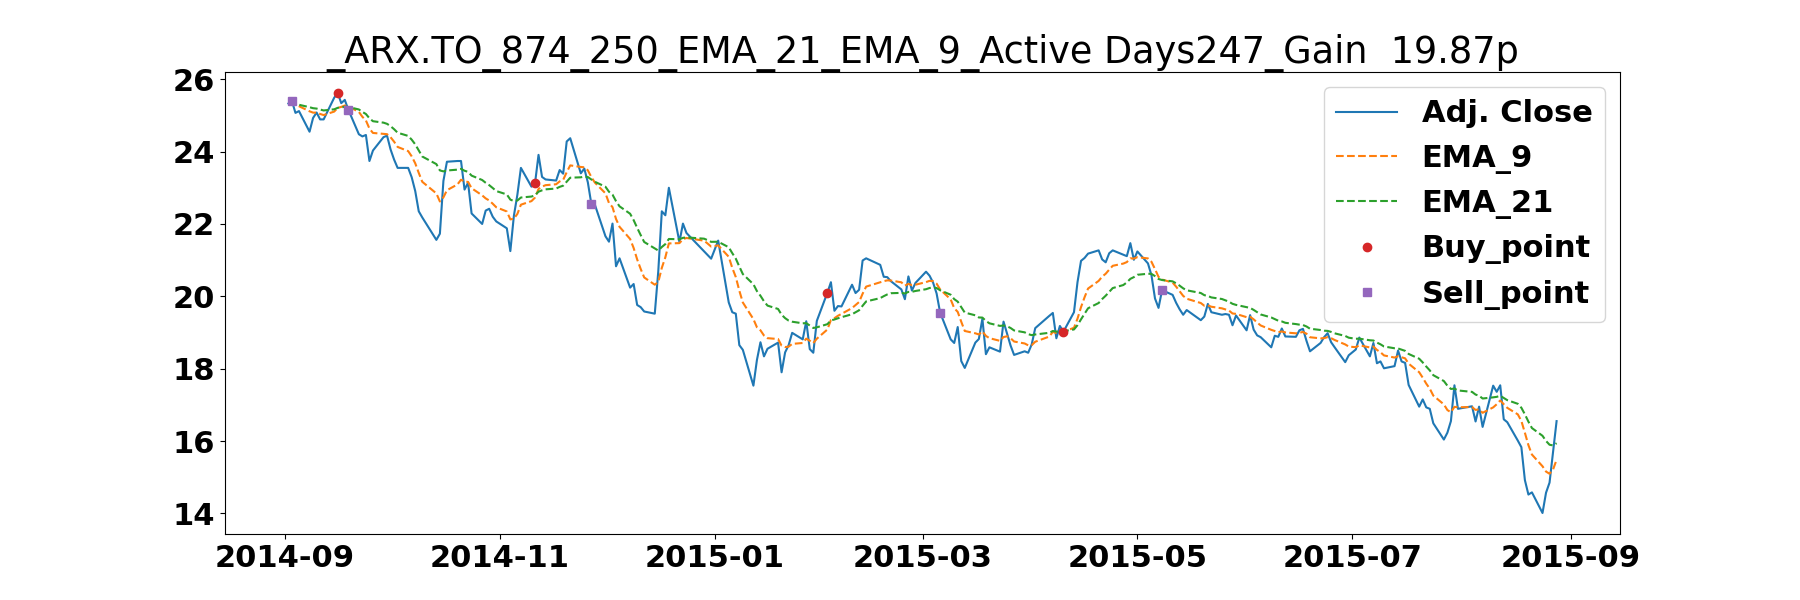 _ARX.TO_874_250_EMA_21_EMA_9_Active Days247_Gain  19.87p
26
24
22
20
18
16
14
Adj. Close
EMA_9
EMA_21
Buy_point
Sell_point
2014-09 2014-11 2015-01 2015-03 2015-05 2015-07 2015-09